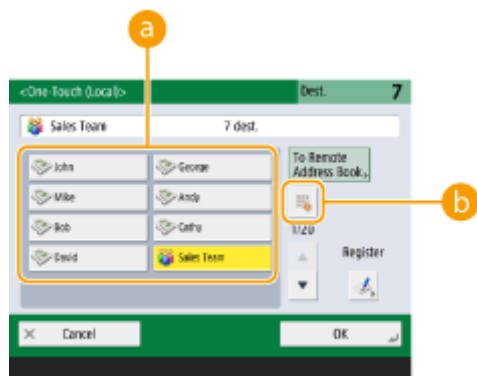 a
<One-Touch (Local)> Dest. 7
Sales Team 7 dest.
John George To Remote
Address Book
Mike Andy
Bob Cathy 1/20
David Sales Team Register
× Cancel OK
b